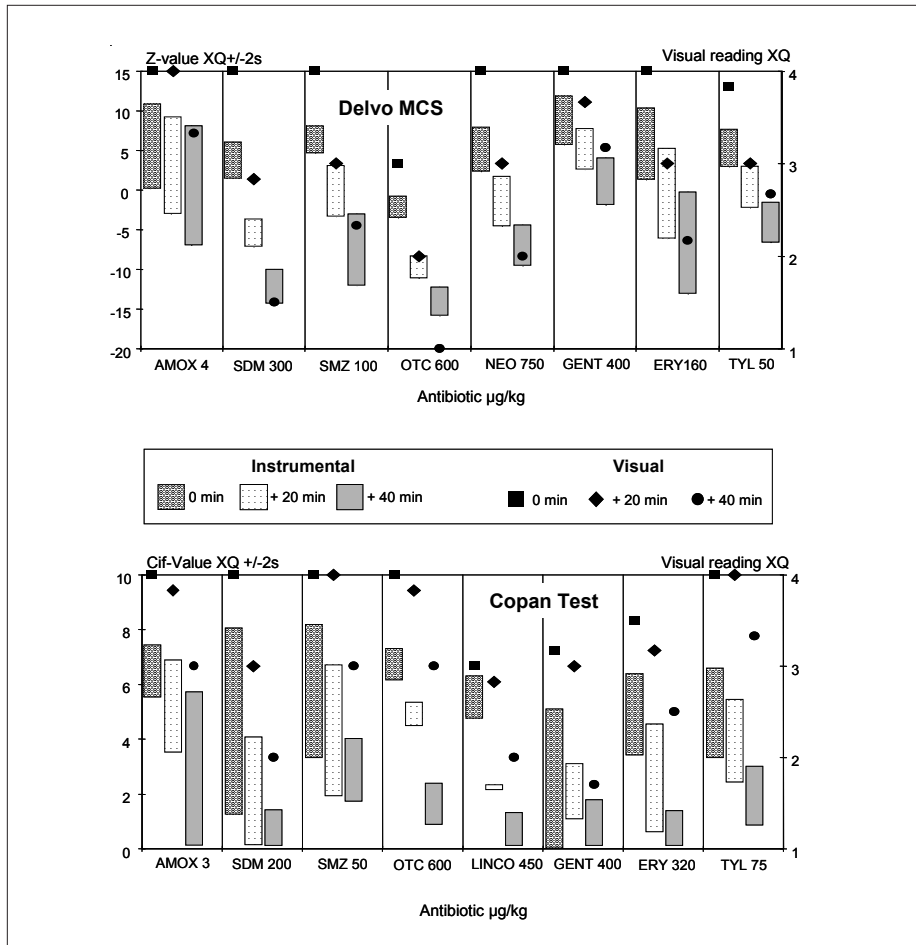 Z-value XQ+/-2s Visual reading XQ
15 4
Delvo MCS
10
5
3
0
-5
2
-10
-15
-20 1
AMOX 4 SDM 300 SMZ 100 OTC 600 NEO 750 GENT 400 ERY160 TYL 50
Antibiotic µg/kg
Instrumental Visual
0 min + 20 min + 40 min 0 min + 20 min + 40 min
Cif-Value XQ +/-2s Visual reading XQ
10 4
Copan Test
8
3
6
4
2
2
0 1
AMOX 3 SDM 200 SMZ 50 OTC 600 LINCO 450 GENT 400 ERY 320 TYL 75
Antibiotic µg/kg